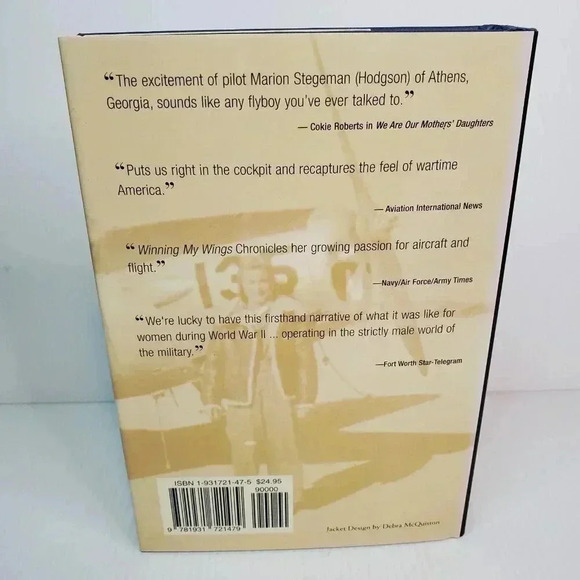 “The excitement of pilot Marion Stegeman (Hodgson) of Athens,
Georgia, sounds like any flyboy you've ever talked to.”
— Cokie Roberts in We Are Our Mothers' Daughters
“Puts us right in the cockpit and recaptures the feel of wartime
America.”
— Aviation International News
“Winning My Wings Chronicles her growing passion for aircraft and
flight.”
—Navy/Air Force/Army Times
“We're lucky to have this firsthand narrative of what it was like for
women during World War II ... operating in the strictly male world of
the military.”
—Fort Worth Star-Telegram
ISBN 1-931721-47-5 $24.95
90000
9 781931 721479
Jacket Design by Debra McQuiston